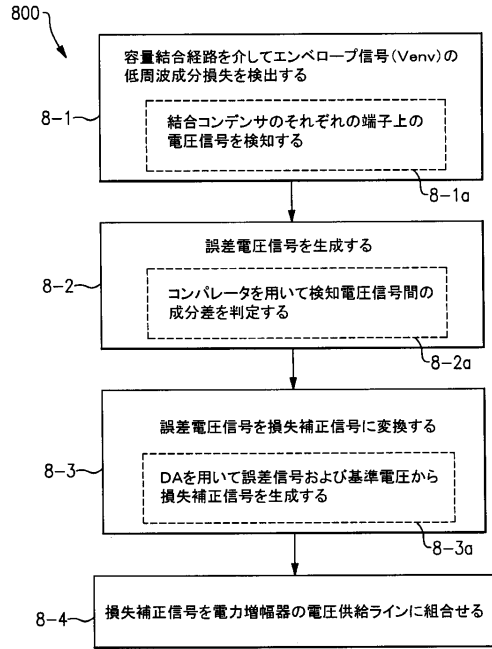 800
容量結合経路を介してエンベロープ信号(Venv)の
低周波成分損失を検出する
8-1
結合コンデンサのそれぞれの端子上の
電圧信号を検知する
8-1a
誤差電圧信号を生成する
8-2
コンパレータを用いて検知電圧信号間の
成分差を判定する
8-2a
誤差電圧信号を損失補正信号に変換する
8-3
DAを用いて誤差信号および基準電圧から
損失補正信号を生成する
8-3a
8-4
損失補正信号を電力増幅器の電圧供給ラインに組合せる